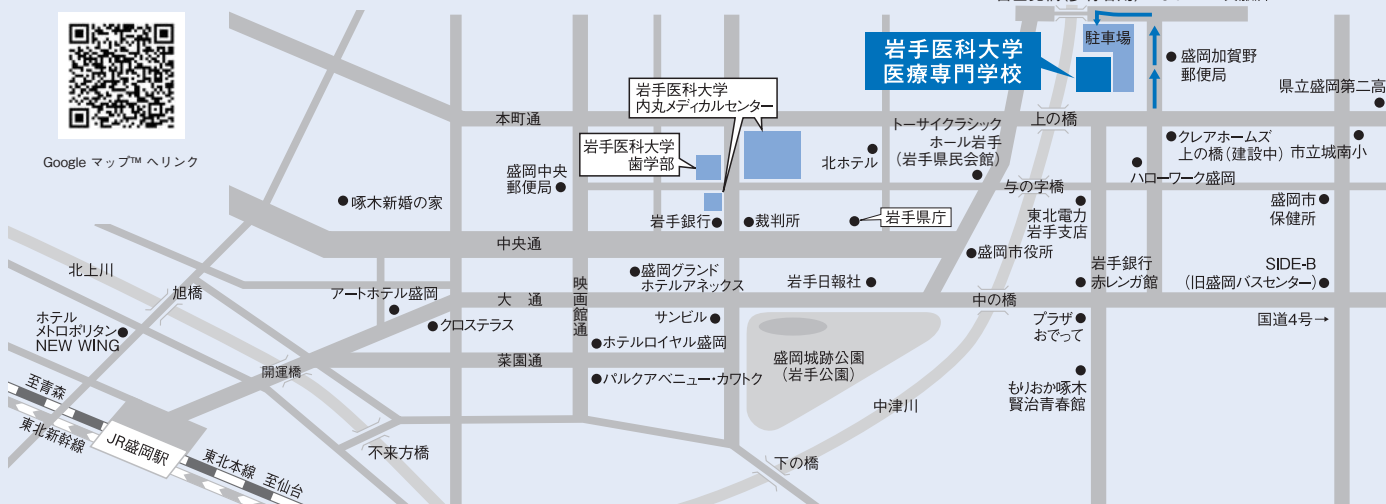 駐車場
岩手医科大学
医療専門学校
盛岡加賀野
郵便局
県立盛岡第二高
Google マップ™ へリンク
岩手医科大学
内丸メディカルセンター
本町通
上の橋
トーサイクラシック
ホール岩手
(岩手県民会館)
クレアホームズ
上の橋(建設中)
市立城南小
岩手医科大学
歯学部
北ホテル
ハローワーク盛岡
盛岡中央
郵便局
与の字橋
啄木新婚の家
盛岡市
保健所
東北電力
岩手支店
岩手銀行
裁判所
岩手県庁
中央通
盛岡市役所
北上川
旭橋
盛岡グランド
ホテルアネックス
岩手日報社
岩手銀行
赤レンガ館
SIDE-B
(旧盛岡バスセンター)
アートホテル盛岡
大通
映画館通
中の橋
ホテル
メトロポリタン
NEW WING
クロステラス
サンビル
プラザ
おでって
国道4号→
ホテルロイヤル盛岡
菜園通
盛岡城跡公園
(岩手公園)
開運橋
パルクアベニュー・カワトク
もりおか啄木
賢治青春館
中津川
至青森
東北新幹線
JR盛岡駅
不来方橋
下の橋
東北本線 至仙台